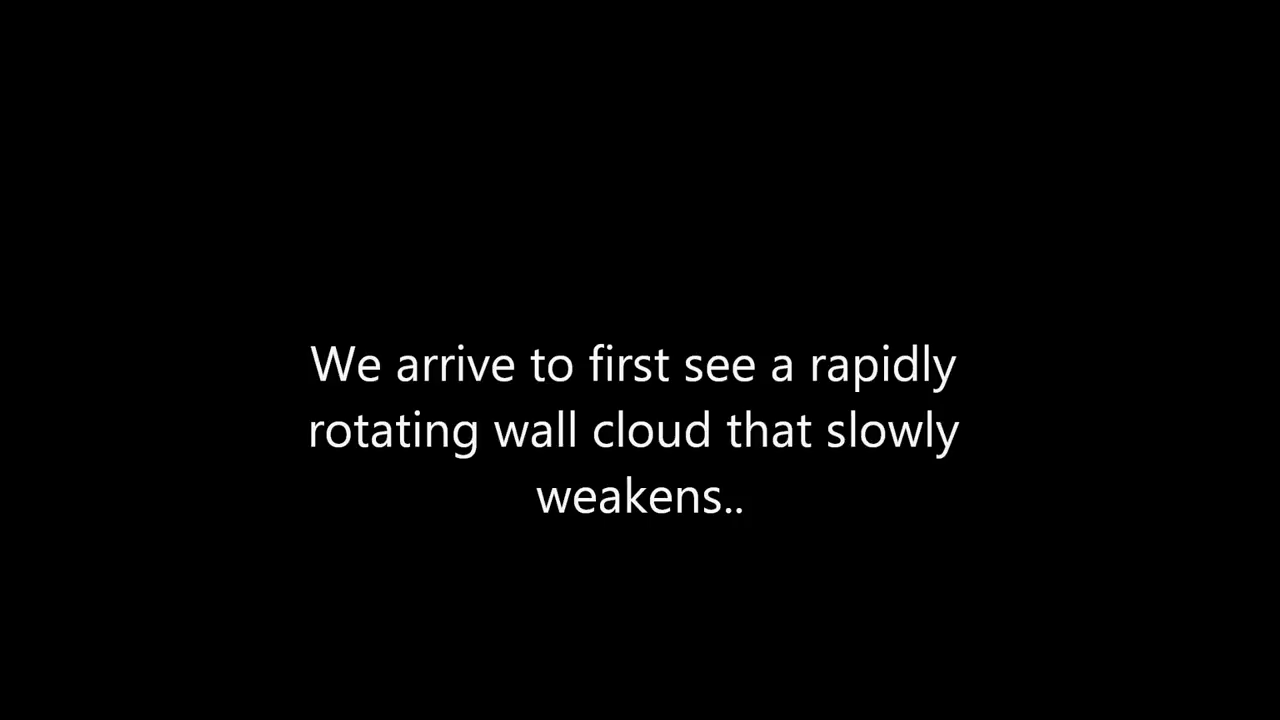 We arrive to first see a rapidly
rotating wall cloud that slowly
weakens..